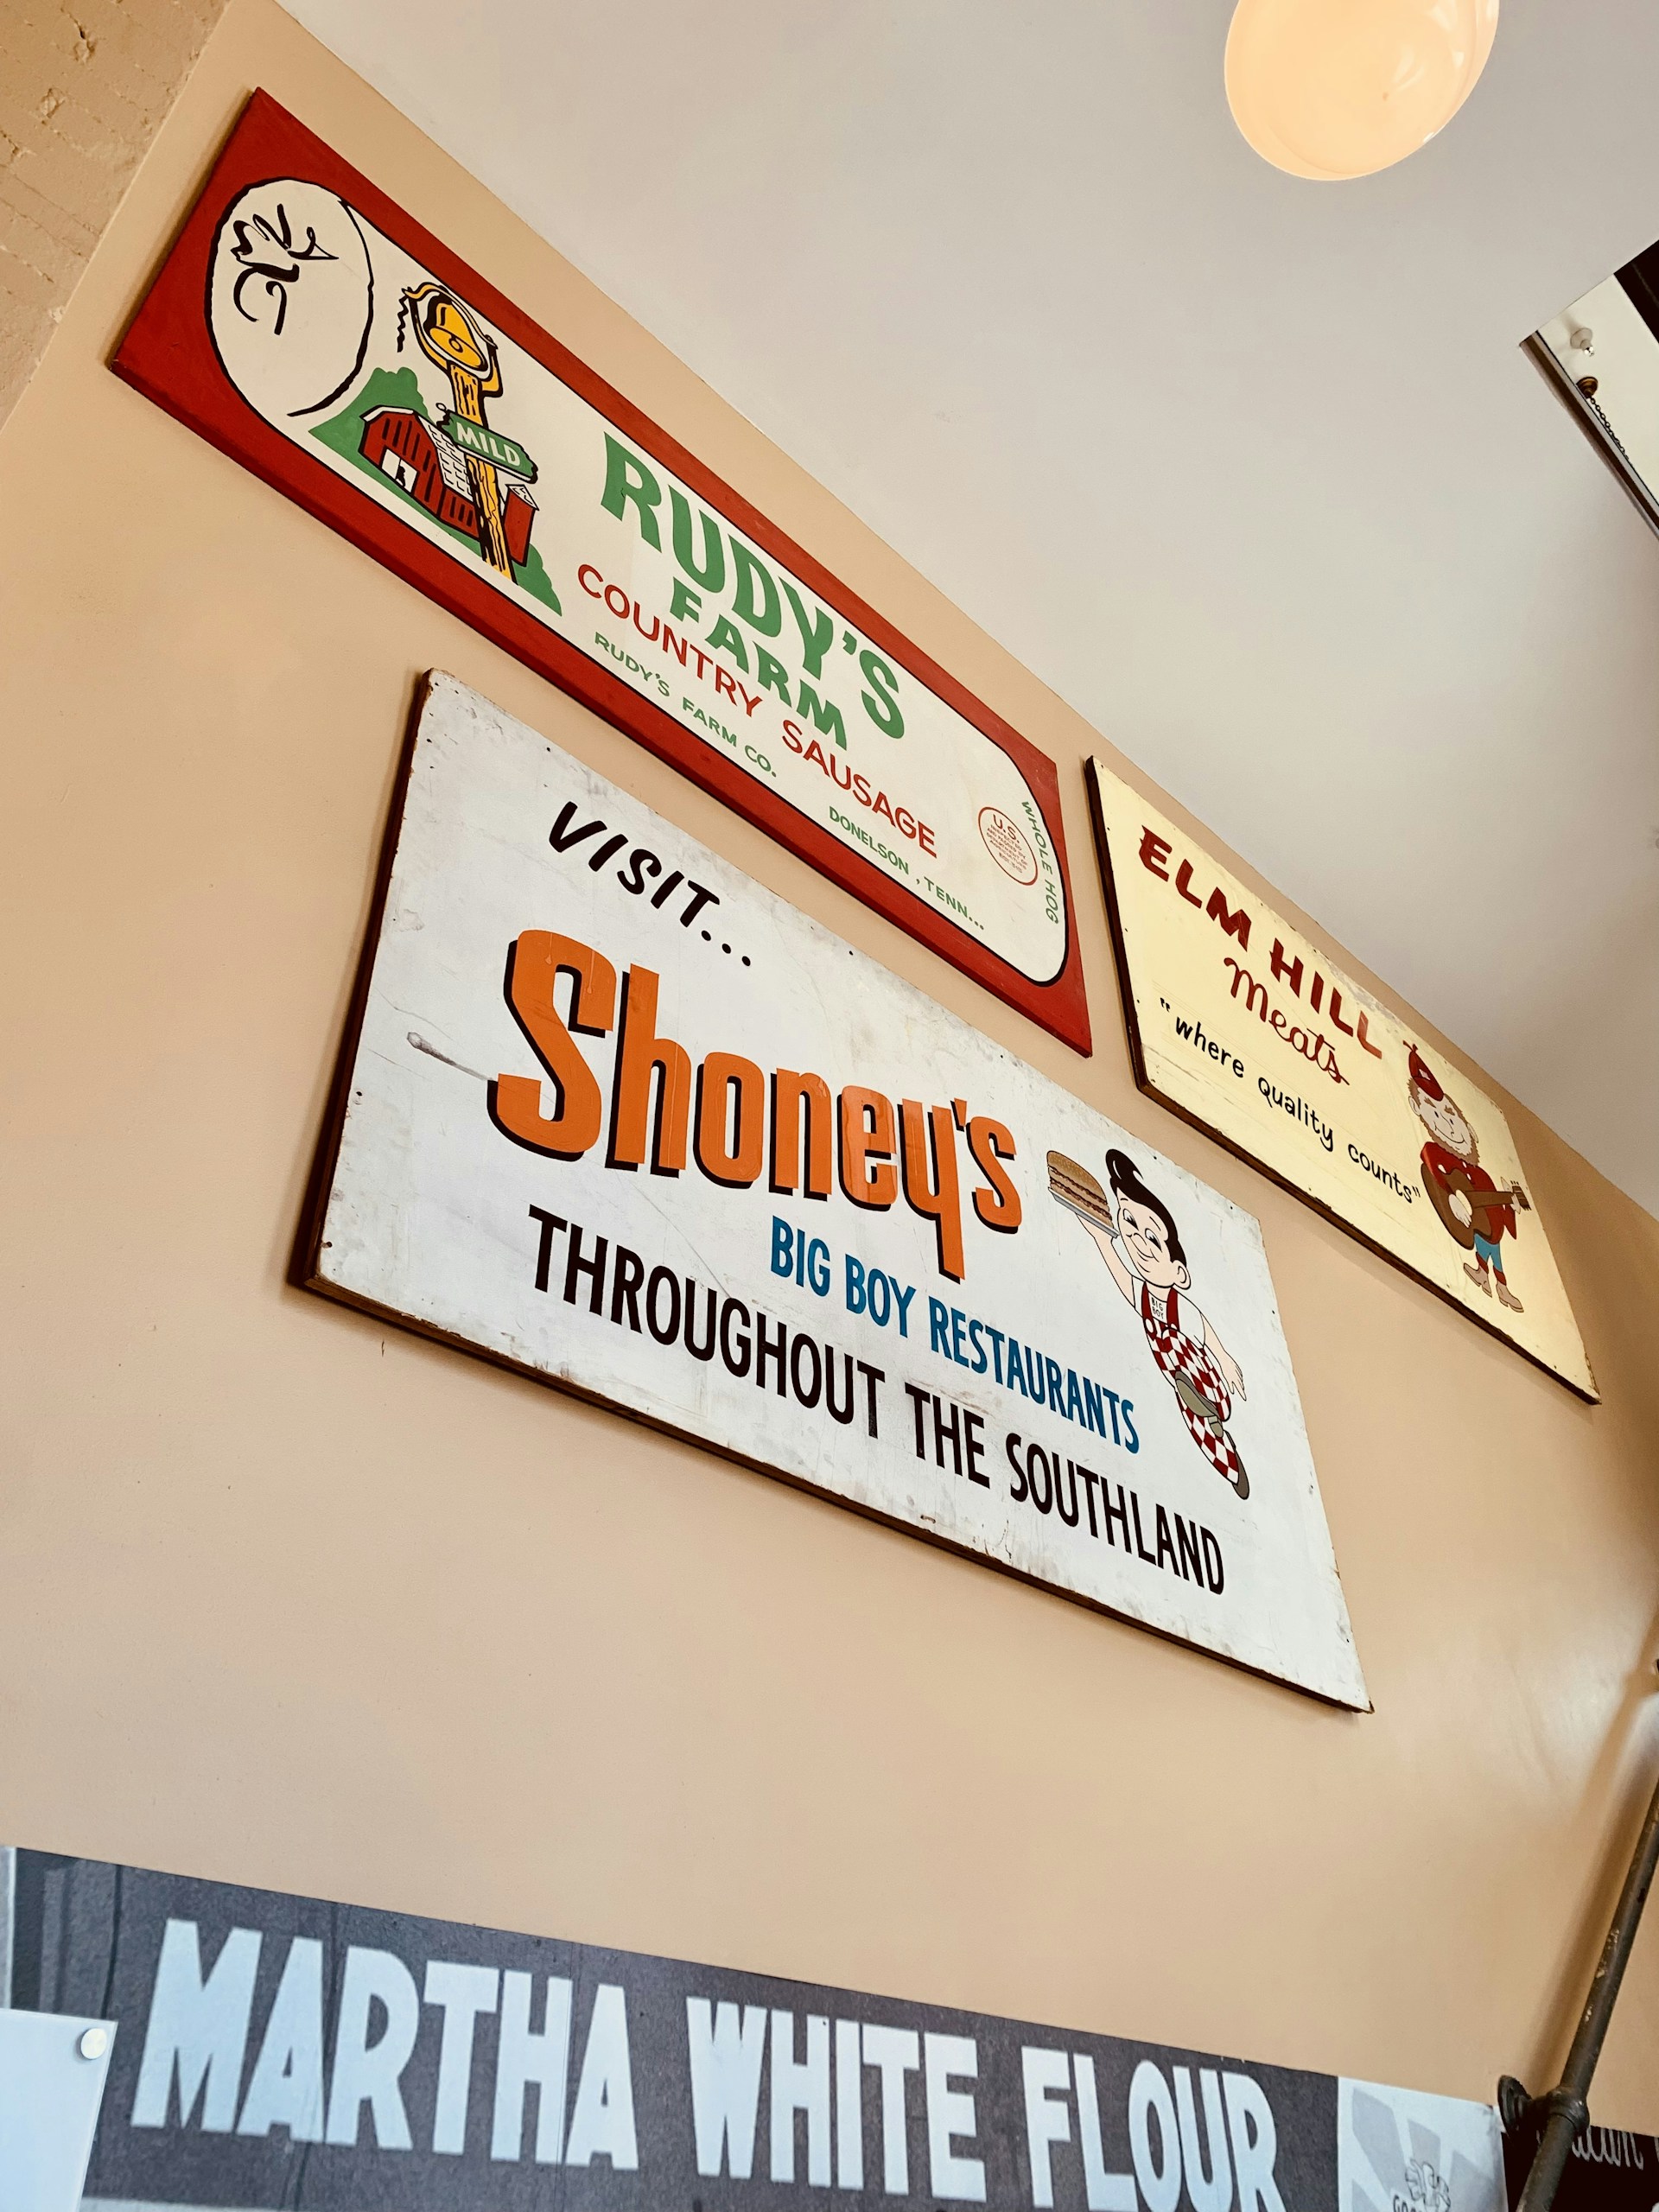 MILD
RUDY'S
FARM
COUNTRY SAUSAGE
RUDY'S FARM CO. DONELSON, TENN...
U.S.
WHOLE HOG
ELM HILL
Meats
"where quality counts"
VISIT...
Shoney's
BIG BOY RESTAURANTS
THROUGHOUT THE SOUTHLAND
BIG
BOY
MARTHA WHITE FLOUR